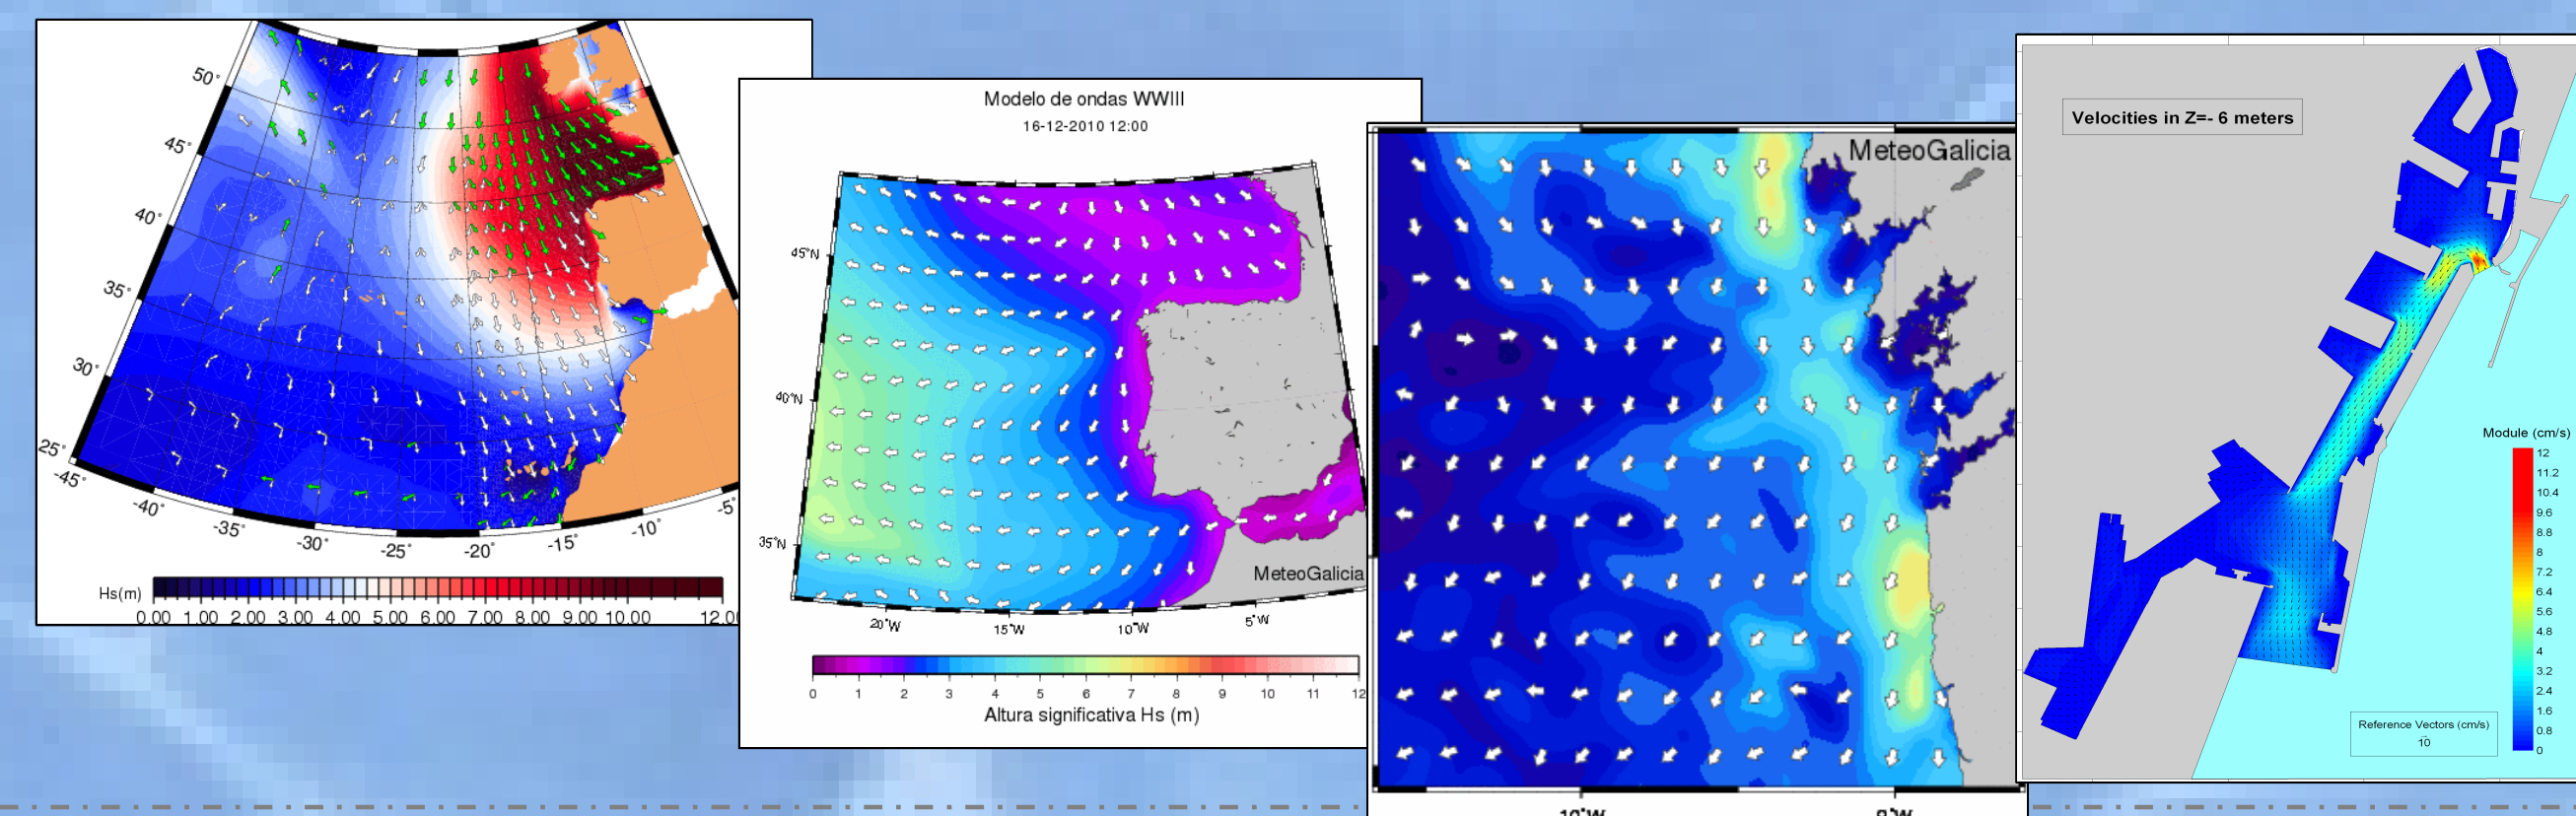 50°
45°
40°
35°
30°
25°
-45°
-40°
-35°
-30°
-25°
-20°
-15°
-10°
-5°
Hs(m)
0.00 1.00 2.00 3.00 4.00 5.00 6.00 7.00 8.00 9.00 10.00 12.00
Modelo de ondas WWIII
16-12-2010 12:00
45°N
40°N
35°N
20°W 15°W 10°W 5°W
MeteoGalicia
0 1 2 3 4 5 6 7 8 9 10 11 12
Altura significativa Hs (m)
MeteoGalicia
10°W 9°W
Velocities in Z=- 6 meters
Module (cm/s)
12
11.2
10.4
9.6
8.8
8
7.2
6.4
5.6
4.8
4
3.2
2.4
1.6
0.8
0
Reference Vectors (cm/s)
10